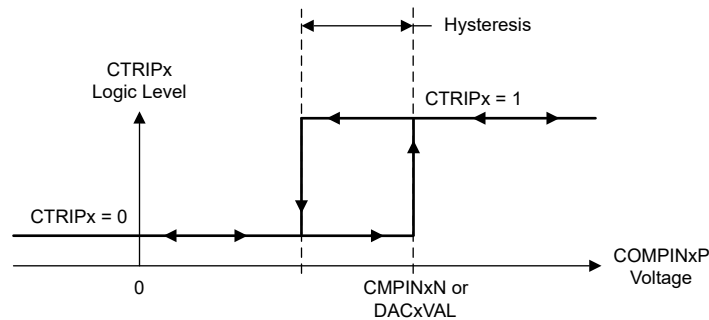 Hysteresis
CTRIPx
Logic Level
CTRIPx = 1
CTRIPx = 0
COMPINxP
Voltage
0
CMPINxN or
DACxVAL